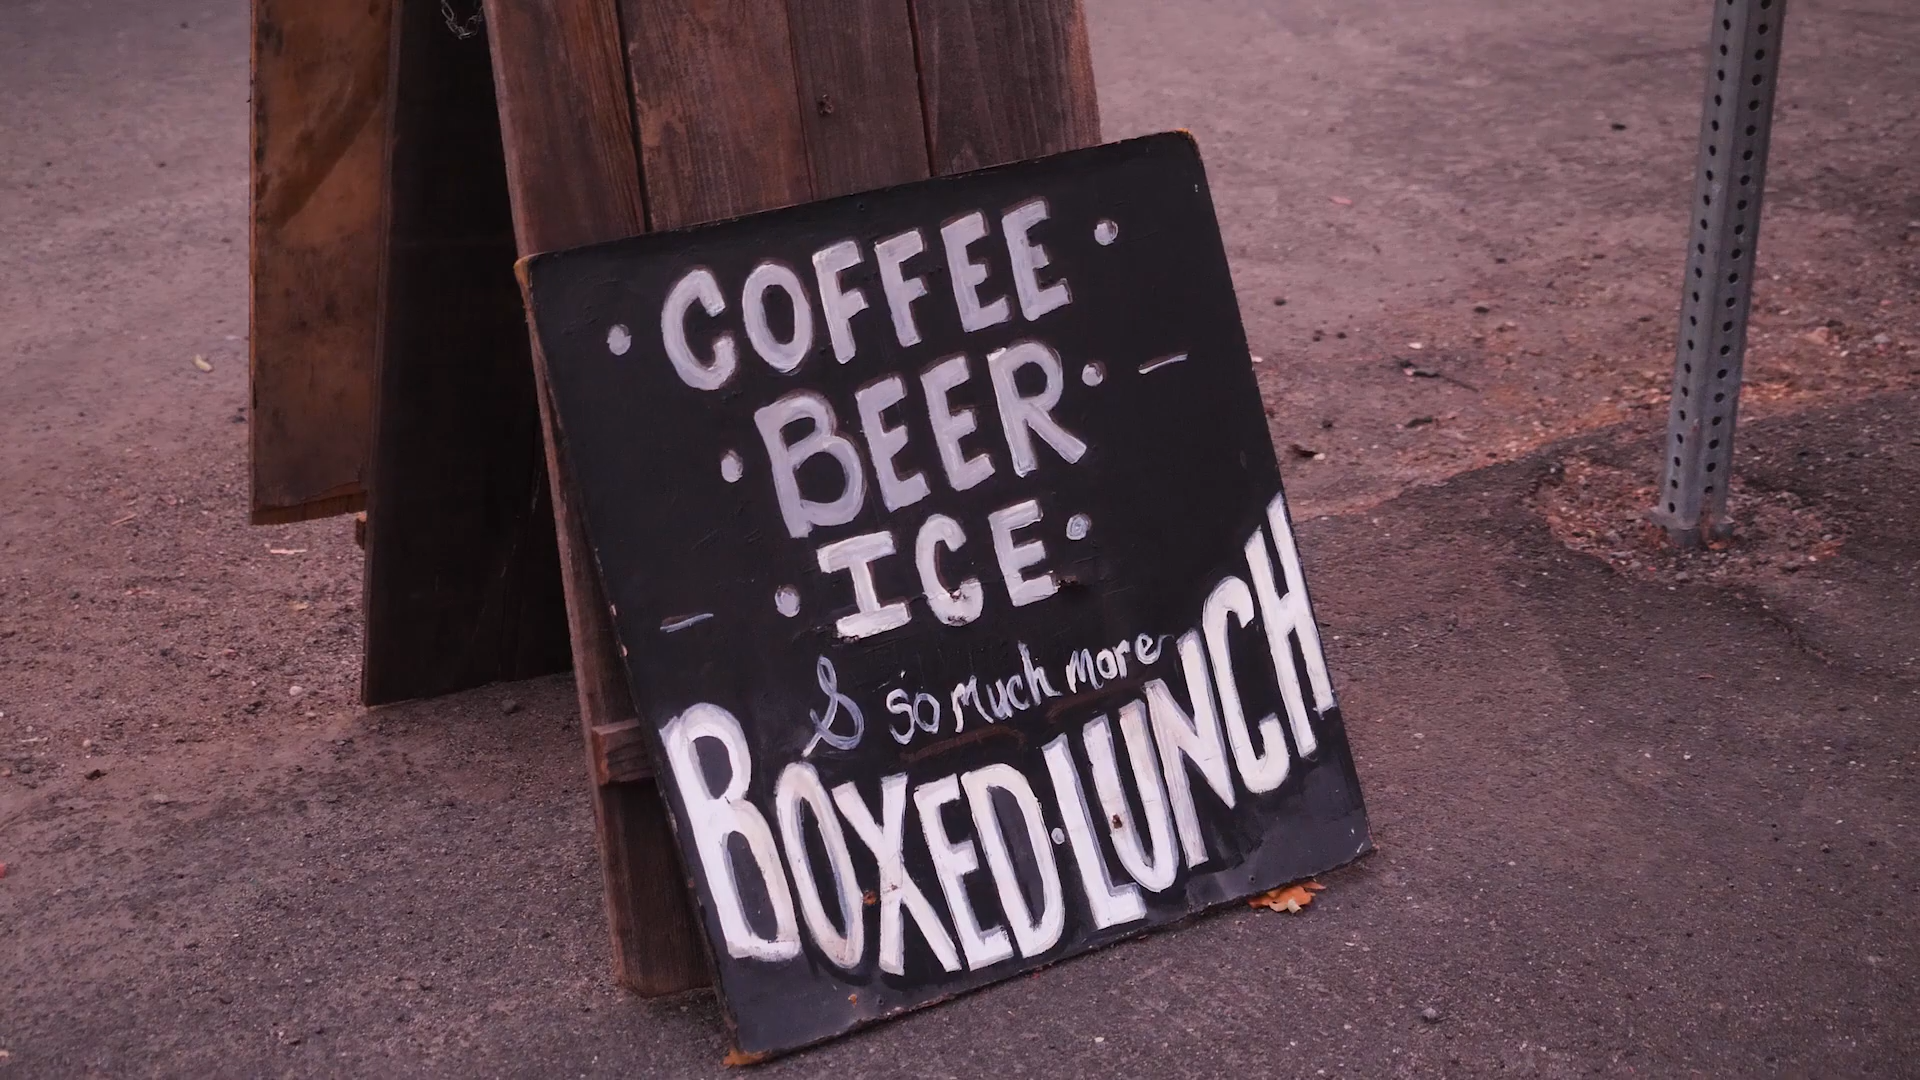 • COFFEE •
• BEER • –
– • ICE •
& so much more
BOXED•LUNCH